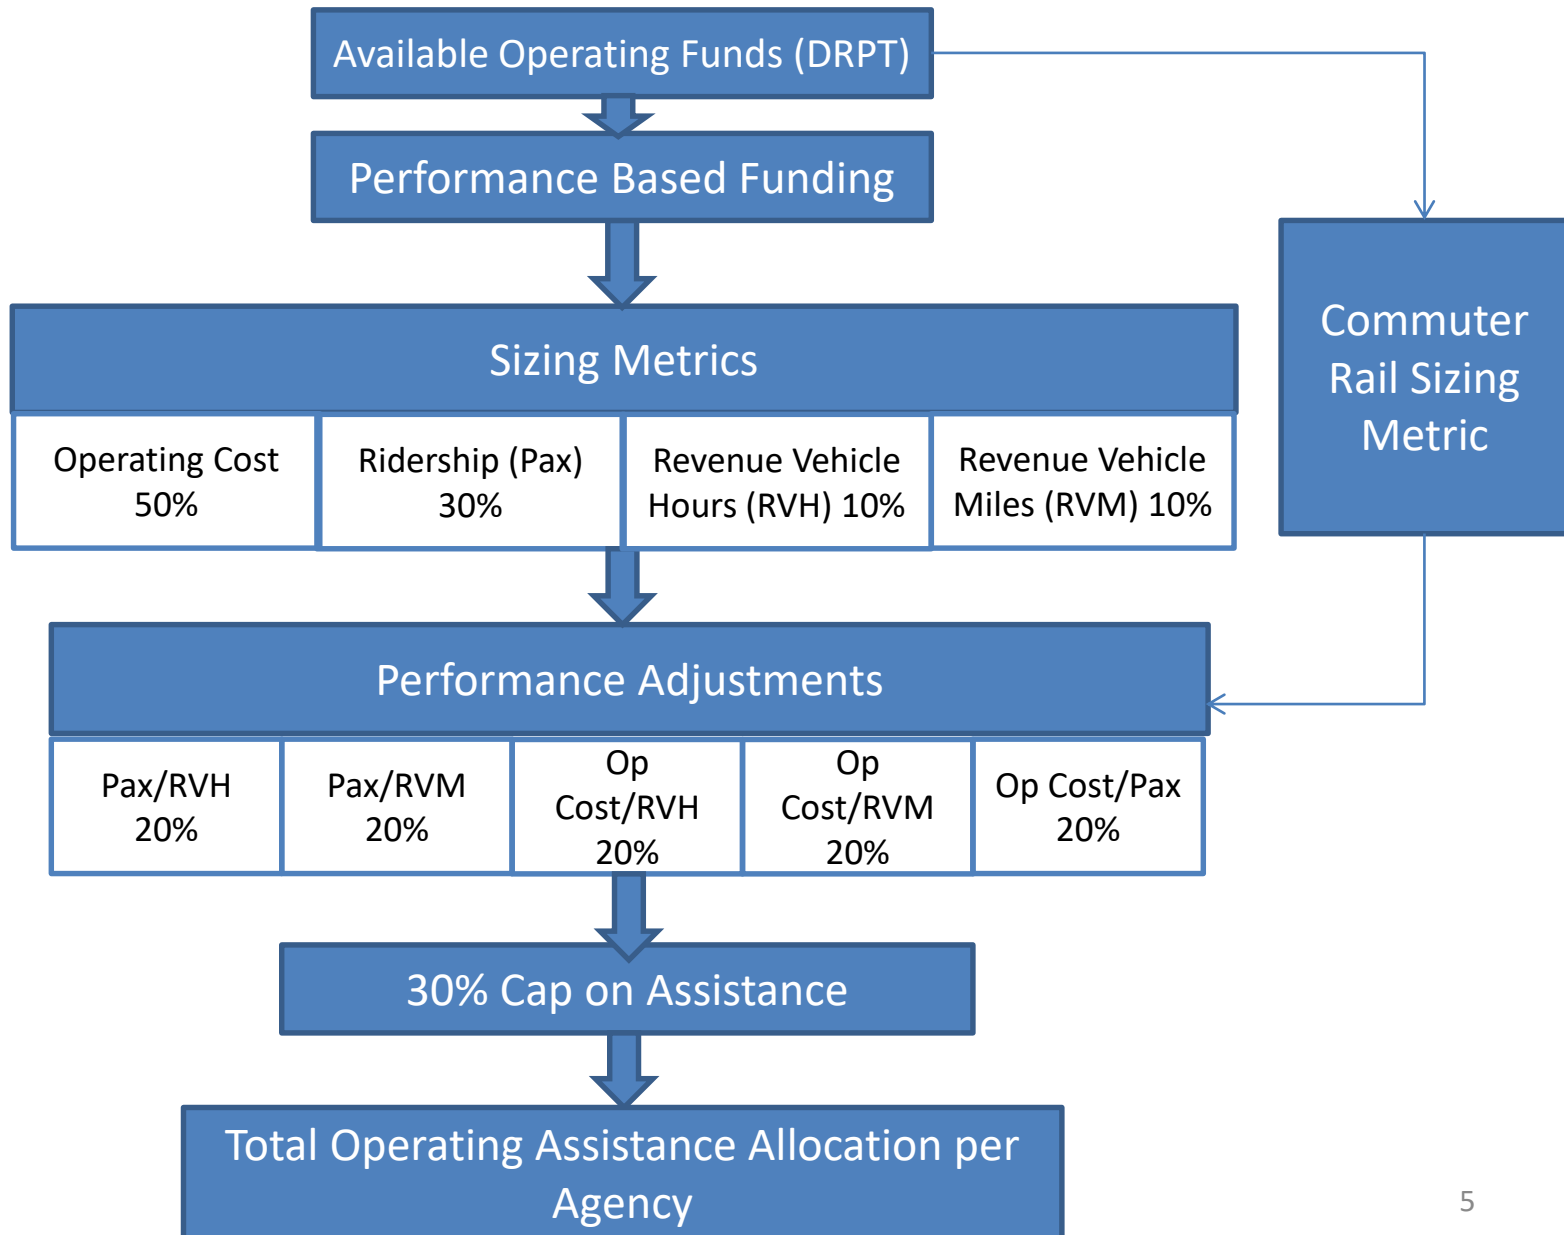 Available Operating Funds (DRPT)
Performance Based Funding
Sizing Metrics
Operating Cost
50%
Ridership (Pax)
30%
Revenue Vehicle
Hours (RVH) 10%
Revenue Vehicle
Miles (RVM) 10%
Commuter
Rail Sizing
Metric
Performance Adjustments
Pax/RVH
20%
Pax/RVM
20%
Op
Cost/RVH
20%
Op
Cost/RVM
20%
Op Cost/Pax
20%
30% Cap on Assistance
Total Operating Assistance Allocation per
Agency
5